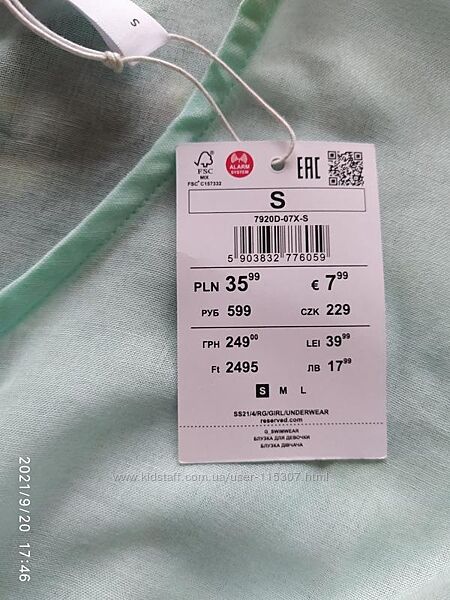 S
FSC
MIX
FSC® C157332
ALARM
SYSTEM
EAC
S
7920D-07X-S
5 903832 776059
PLN 35 99 € 7 99
РУБ 599 CZK 229
ГРН 249 00 LEI 39 99
Ft 2495 ЛВ 17 99
S M L
SS21/4/RG/GIRL/UNDERWEAR
reserved.com
G_SWIMWEAR
БЛУЗКА ДЛЯ ДЕВОЧКИ
БЛУЗКА ДІВЧАЧА
www.kidstaff.com.ua/user-115307.html
2021/9/20 17:46